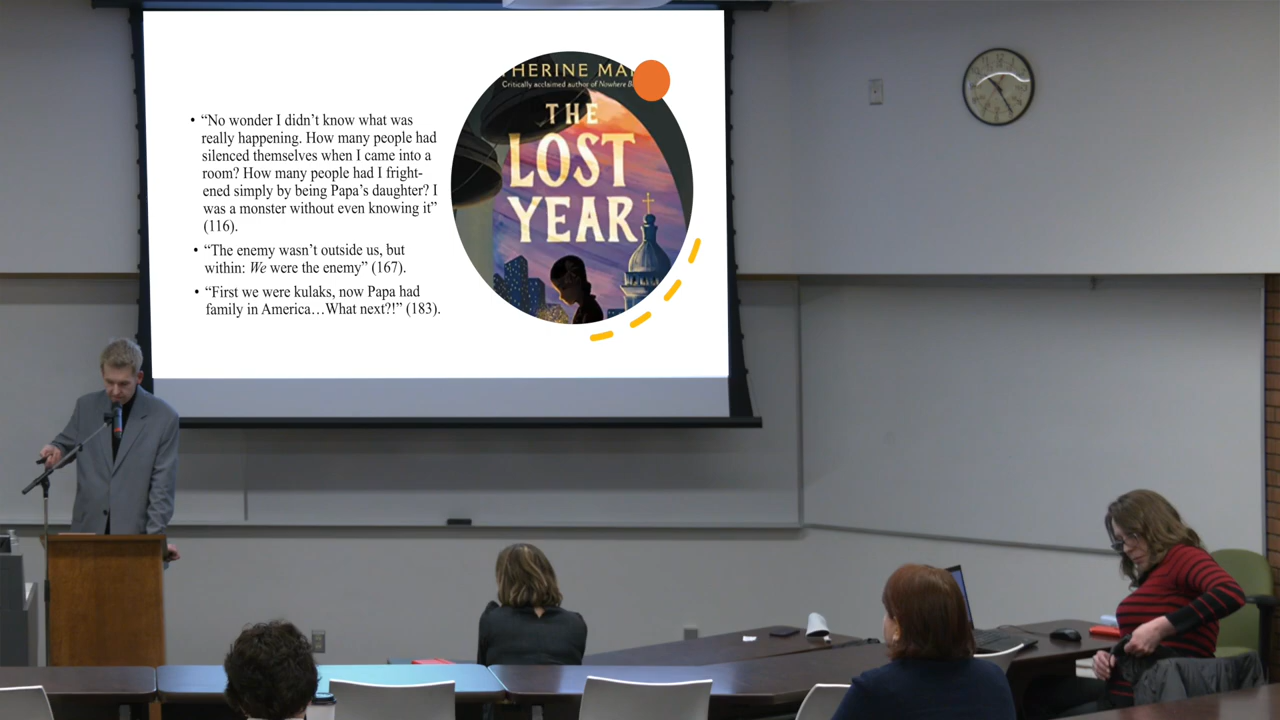 • “No wonder I didn’t know what was
really happening. How many people had
silenced themselves when I came into a
room? How many people had I fright-
ened simply by being Papa’s daughter? I
was a monster without even knowing it”
(116).
• “The enemy wasn’t outside us, but
within: We were the enemy” (167).
• “First we were kulaks, now Papa had
family in America…What next?!” (183).
THERINE MA
Critically acclaimed author of Nowhere B
THE
LOST
YEAR